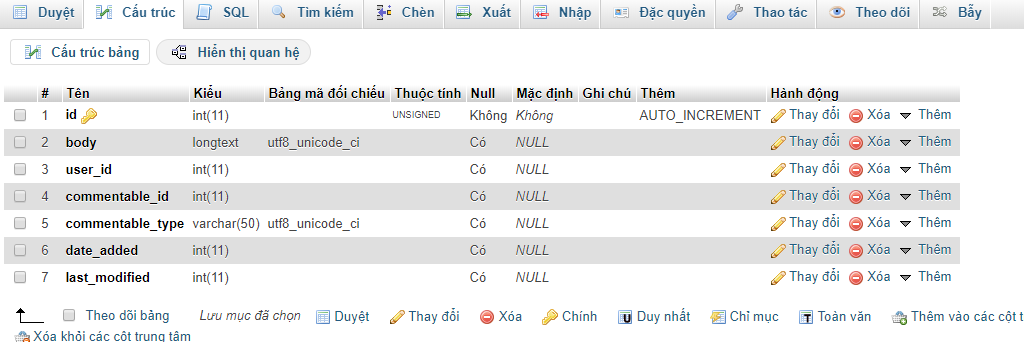 Duyệt Cấu trúc SQL Tìm kiếm Chèn Xuất Nhập Đặc quyền Thao tác Theo dõi Bẫy
Cấu trúc bảng Hiển thị quan hệ
# Tên Kiểu Bảng mã đối chiếu Thuộc tính Null Mặc định Ghi chú Thêm Hành động
1 id int(11) UNSIGNED Không Không AUTO_INCREMENT Thay đổi Xóa Thêm
2 body longtext utf8_unicode_ci Có NULL Thay đổi Xóa Thêm
3 user_id int(11) Có NULL Thay đổi Xóa Thêm
4 commentable_id int(11) Có NULL Thay đổi Xóa Thêm
5 commentable_type varchar(50) utf8_unicode_ci Có NULL Thay đổi Xóa Thêm
6 date_added int(11) Có NULL Thay đổi Xóa Thêm
7 last_modified int(11) Có NULL Thay đổi Xóa Thêm
Theo dõi bảng Lưu mục đã chọn Duyệt Thay đổi Xóa Chính Duy nhất Chỉ mục Toàn văn Thêm vào các cột t
Xóa khỏi các cột trung tâm